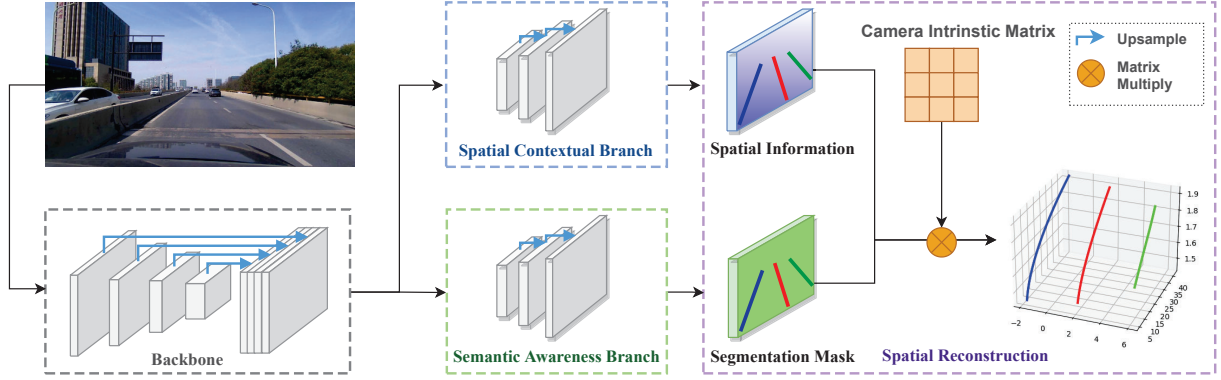 Camera Intrinstic Matrix
Upsample
Matrix
Multiply
Spatial Contextual Branch
Spatial Information
Backbone
Semantic Awareness Branch
Segmentation Mask
Spatial Reconstruction
1.9
1.8
1.7
1.6
1.5
40
35
30
25
20
15
10
5
-2
0
2
4
6